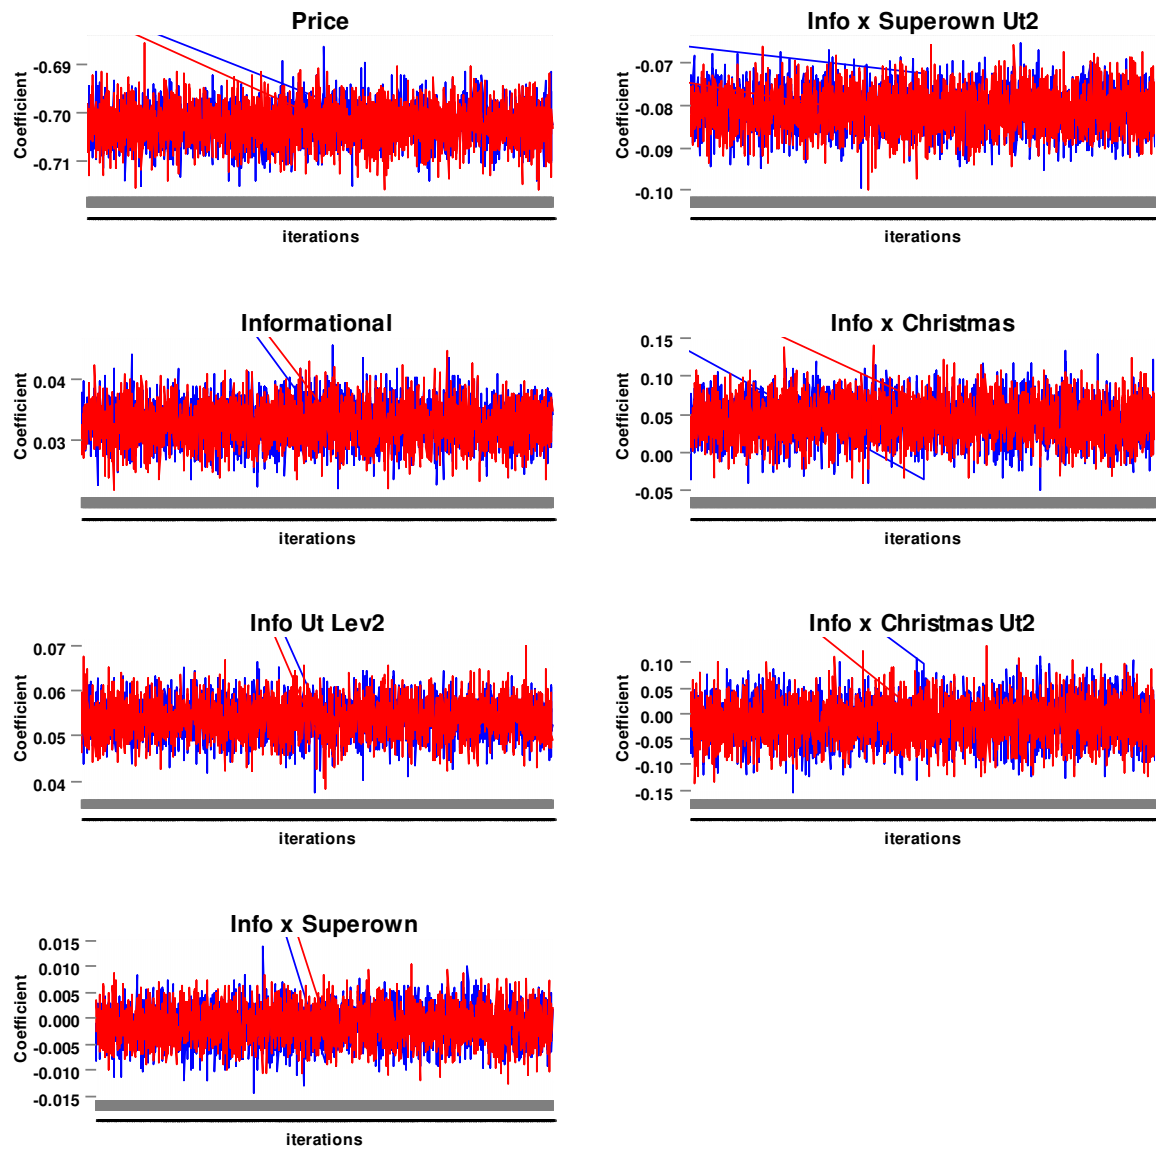 Price
Coefficient
-0.69
-0.70
-0.71
iterations
Info x Superown Ut2
Coefficient
-0.07
-0.08
-0.09
-0.10
iterations
Informational
Coefficient
0.04
0.03
iterations
Info x Christmas
Coefficient
0.15
0.10
0.05
0.00
-0.05
iterations
Info Ut Lev2
Coefficient
0.07
0.06
0.05
0.04
iterations
Info x Christmas Ut2
Coefficient
0.10
0.05
0.00
-0.05
-0.10
-0.15
iterations
Info x Superown
Coefficient
0.015
0.010
0.005
0.000
-0.005
-0.010
-0.015
iterations